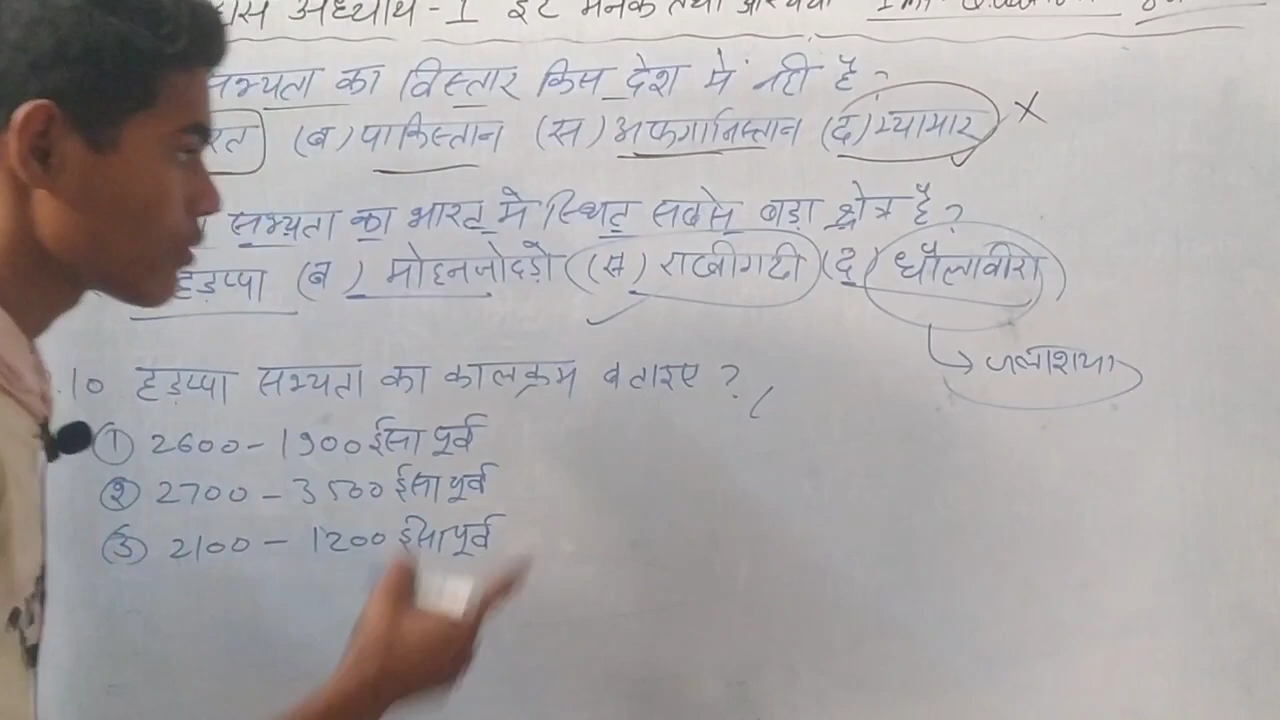 अध्याय - 1 ईंट मनके तथा अस्थियाँ
सभ्यता का विस्तार किस देश में नहीं है ?
(ब) पाकिस्तान (स) अफगानिस्तान (द) म्यामार ×
सभ्यता का भारत में स्थित सबसे बड़ा क्षेत्र है ?
हड़प्पा (ब) मोहनजोदड़ो (स) राखीगढ़ी (द) धौलावीरा
↳ जलाशय
10 हड़प्पा सभ्यता का कालक्रम बताइए ?
① 2600 - 1900 ईसा पूर्व
② 2700 - 3500 ईसा पूर्व
③ 2100 - 1200 ईसा पूर्व